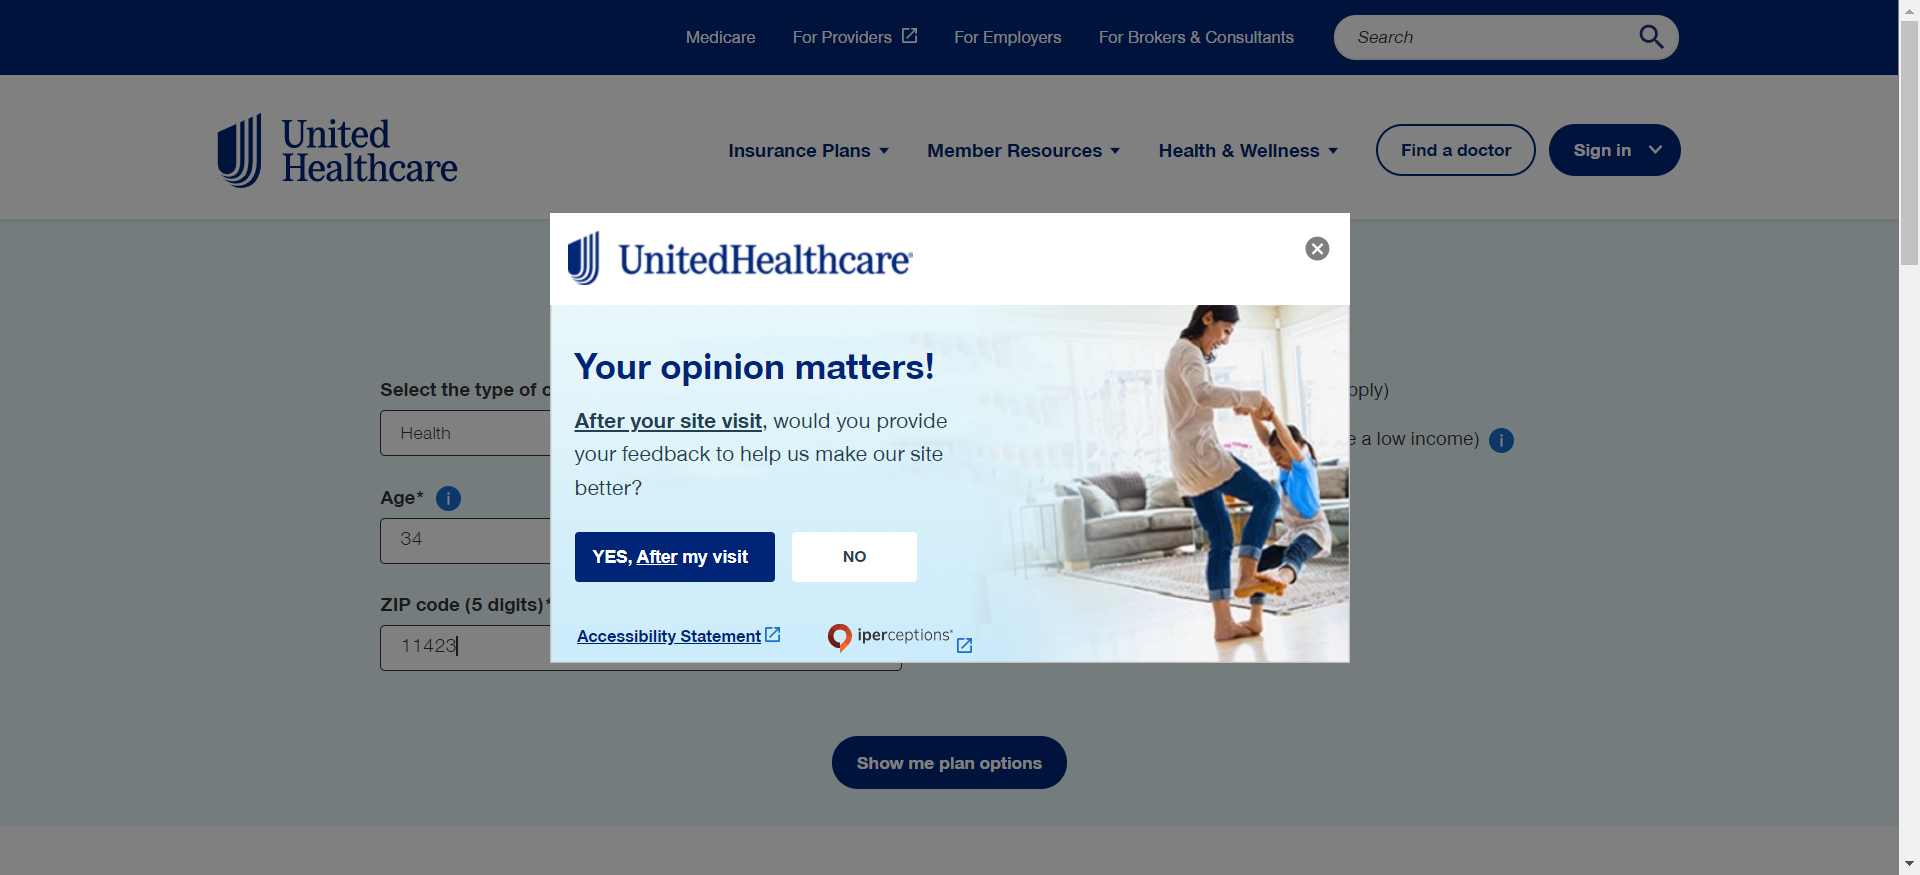 Medicare
For Providers
For Employers
For Brokers & Consultants
Search
United
Healthcare
Insurance Plans
Member Resources
Health & Wellness
Find a doctor
Sign in
UnitedHealthcare
Your opinion matters!
After your site visit, would you provide
your feedback to help us make our site
better?
YES, After my visit
NO
Accessibility Statement
iperceptions
Select the type of
Health
a low income)
Age*
34
ZIP code (5 digits)*
11423
Show me plan options